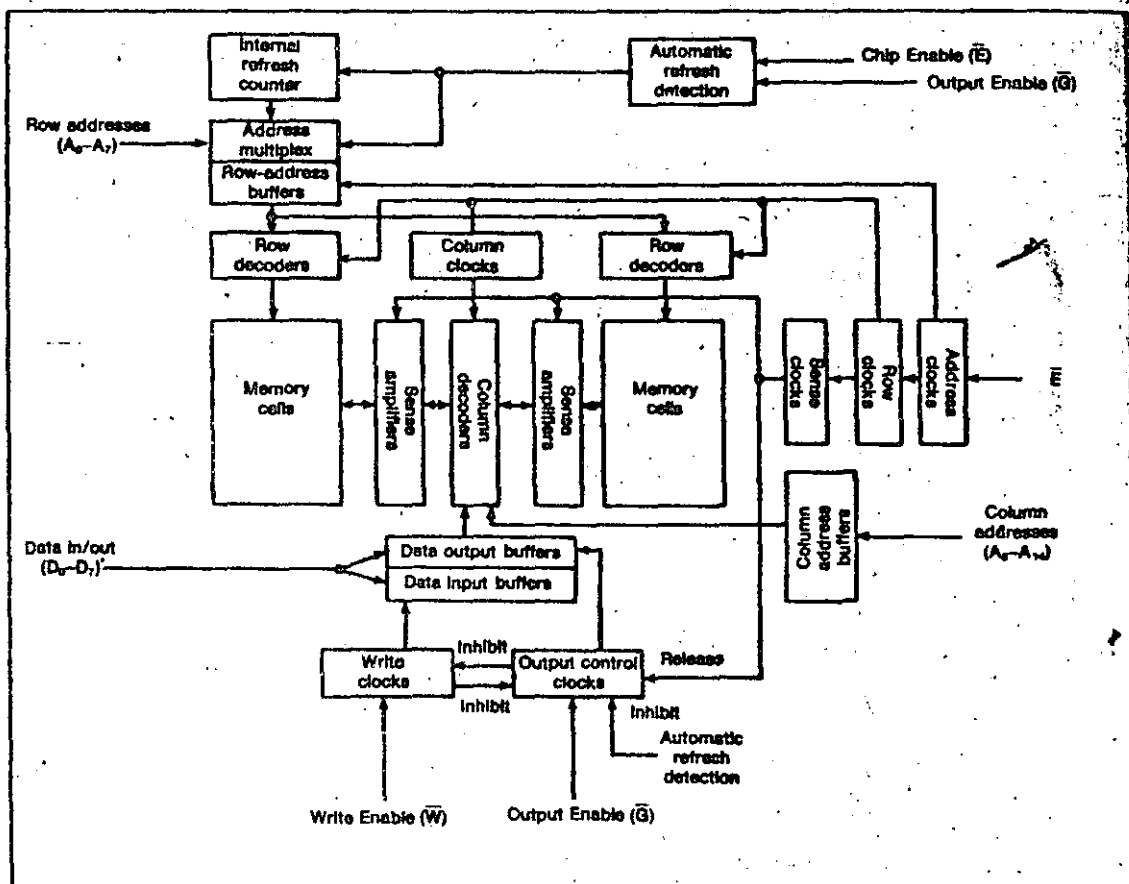 Internal
refresh
counter
Automatic
refresh
detection
Chip Enable (E̅)
Output Enable (G̅)
Row addresses
(A₀–A₇)
Address
multiplex
Row-address
buffers
Row
decoders
Column
clocks
Row
decoders
Memory
cells
Sense
amplifiers
Column
decoders
Sense
amplifiers
Memory
cells
Sense
clocks
Row
clocks
Address
clocks
E̅
Column
address
buffers
Column
addresses
Data in/out
(D₀–D₇)
Data output buffers
Data input buffers
Inhibit
Write
clocks
Inhibit
Output control
clocks
Release
Inhibit
Automatic
refresh
detection
Write Enable (W̅)
Output Enable (G̅)